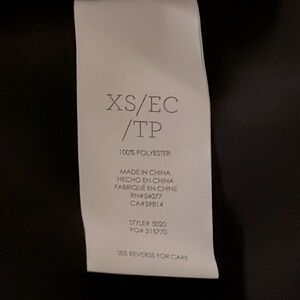 XS/EC
/TP
100% POLYESTER
MADE IN CHINA
HECHO EN CHINA
FABRIQUÉ EN CHINE
RN#54077
CA#59814
STYLE# 5020
PG# 215770
SEE REVERSE FOR CARE